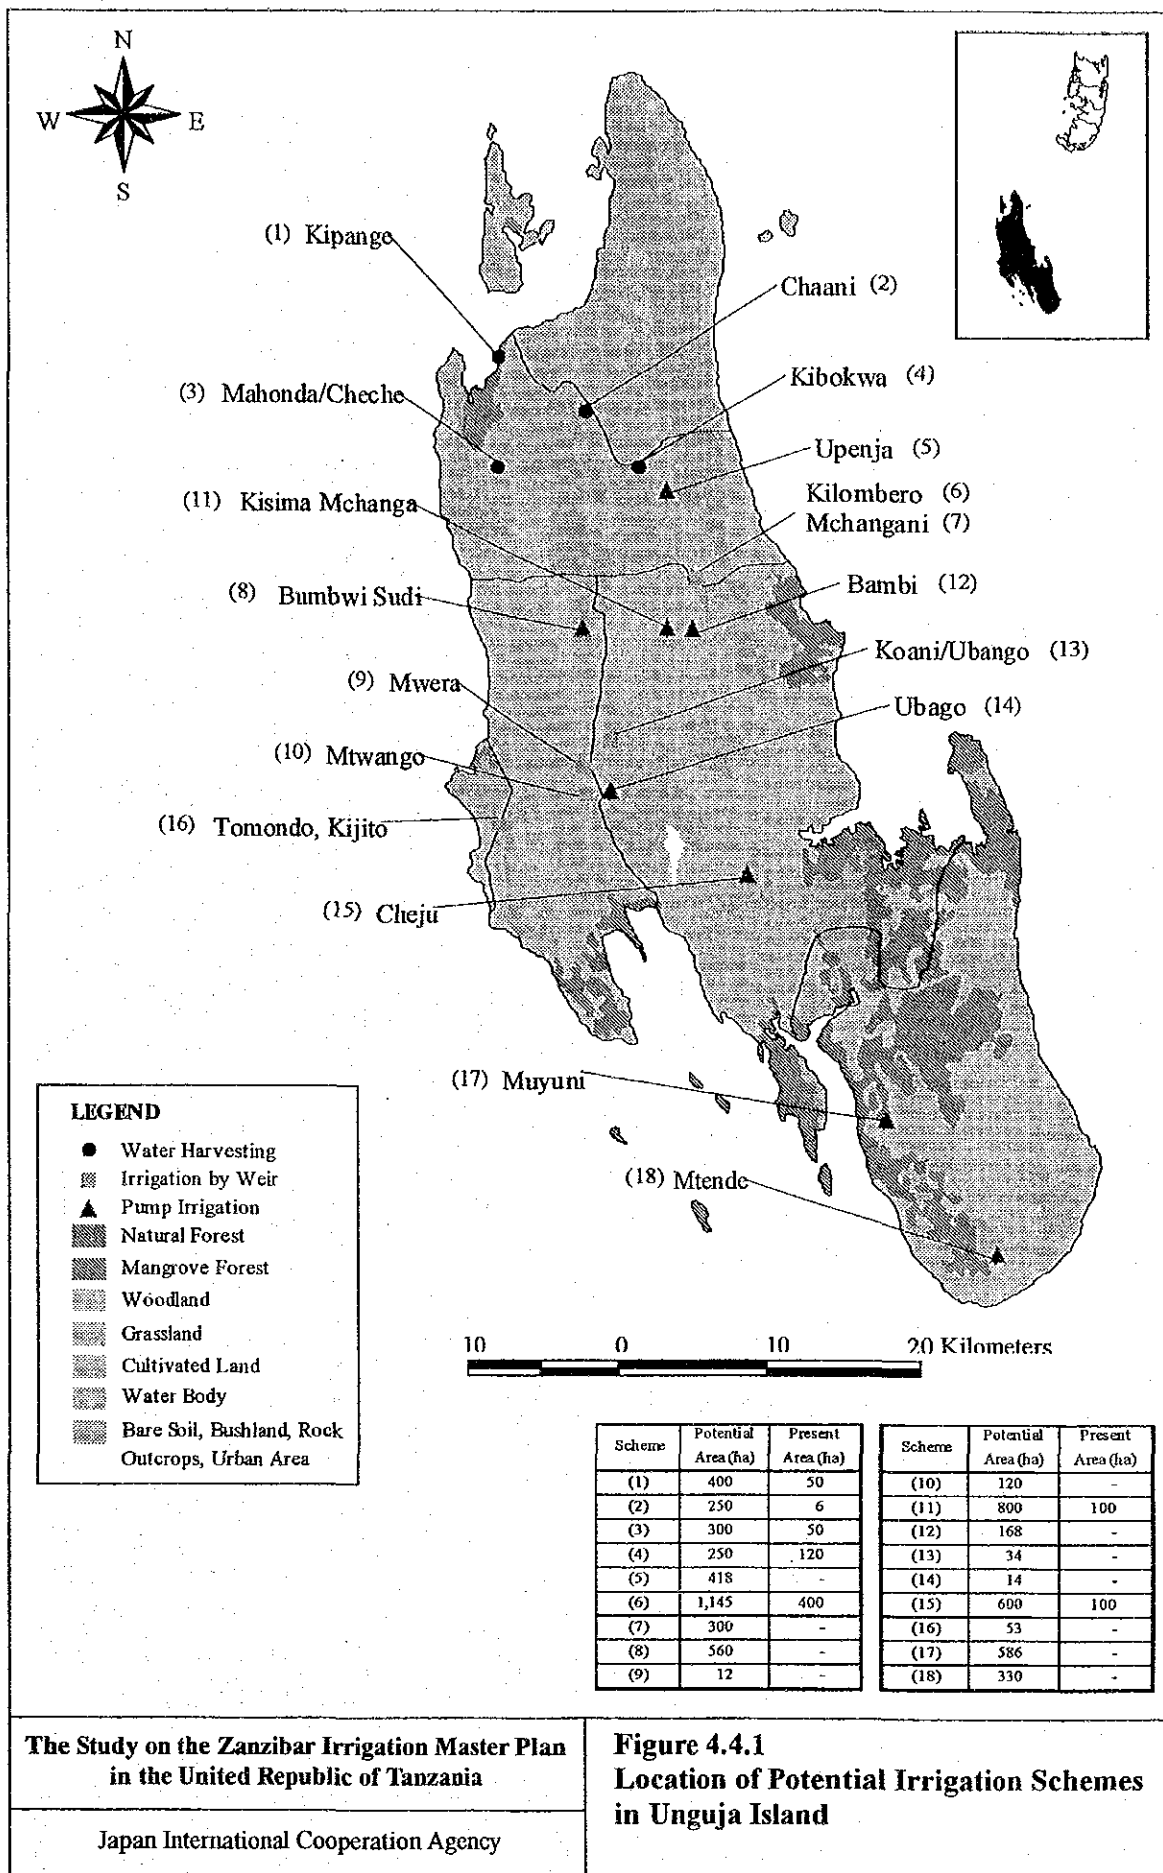 N
W E
S
(1) Kipange
Chaani (2)
(3) Mahonda/Cheche
Kibokwa (4)
Upenja (5)
(11) Kisima Mchanga
Kilombero (6)
Mchangani (7)
(8) Bumbwi Sudi
Bambi (12)
Koani/Ubango (13)
(9) Mwera
Ubago (14)
(10) Mtwango
(16) Tomondo, Kijito
(15) Cheju
(17) Muyuni
(18) Mtende
LEGEND
Water Harvesting
Irrigation by Weir
Pump Irrigation
Natural Forest
Mangrove Forest
Woodland
Grassland
Cultivated Land
Water Body
Bare Soil, Bushland, Rock
Outcrops, Urban Area
10 0 10 20 Kilometers
Scheme Potential Area (ha) Present Area (ha)
(1) 400 50
(2) 250 6
(3) 300 50
(4) 250 120
(5) 418 -
(6) 1,145 400
(7) 300 -
(8) 560 -
(9) 12 -
Scheme Potential Area (ha) Present Area (ha)
(10) 120 -
(11) 800 100
(12) 168 -
(13) 34 -
(14) 14 -
(15) 600 100
(16) 53 -
(17) 586 -
(18) 330 -
The Study on the Zanzibar Irrigation Master Plan
in the United Republic of Tanzania
Japan International Cooperation Agency
Figure 4.4.1
Location of Potential Irrigation Schemes
in Unguja Island